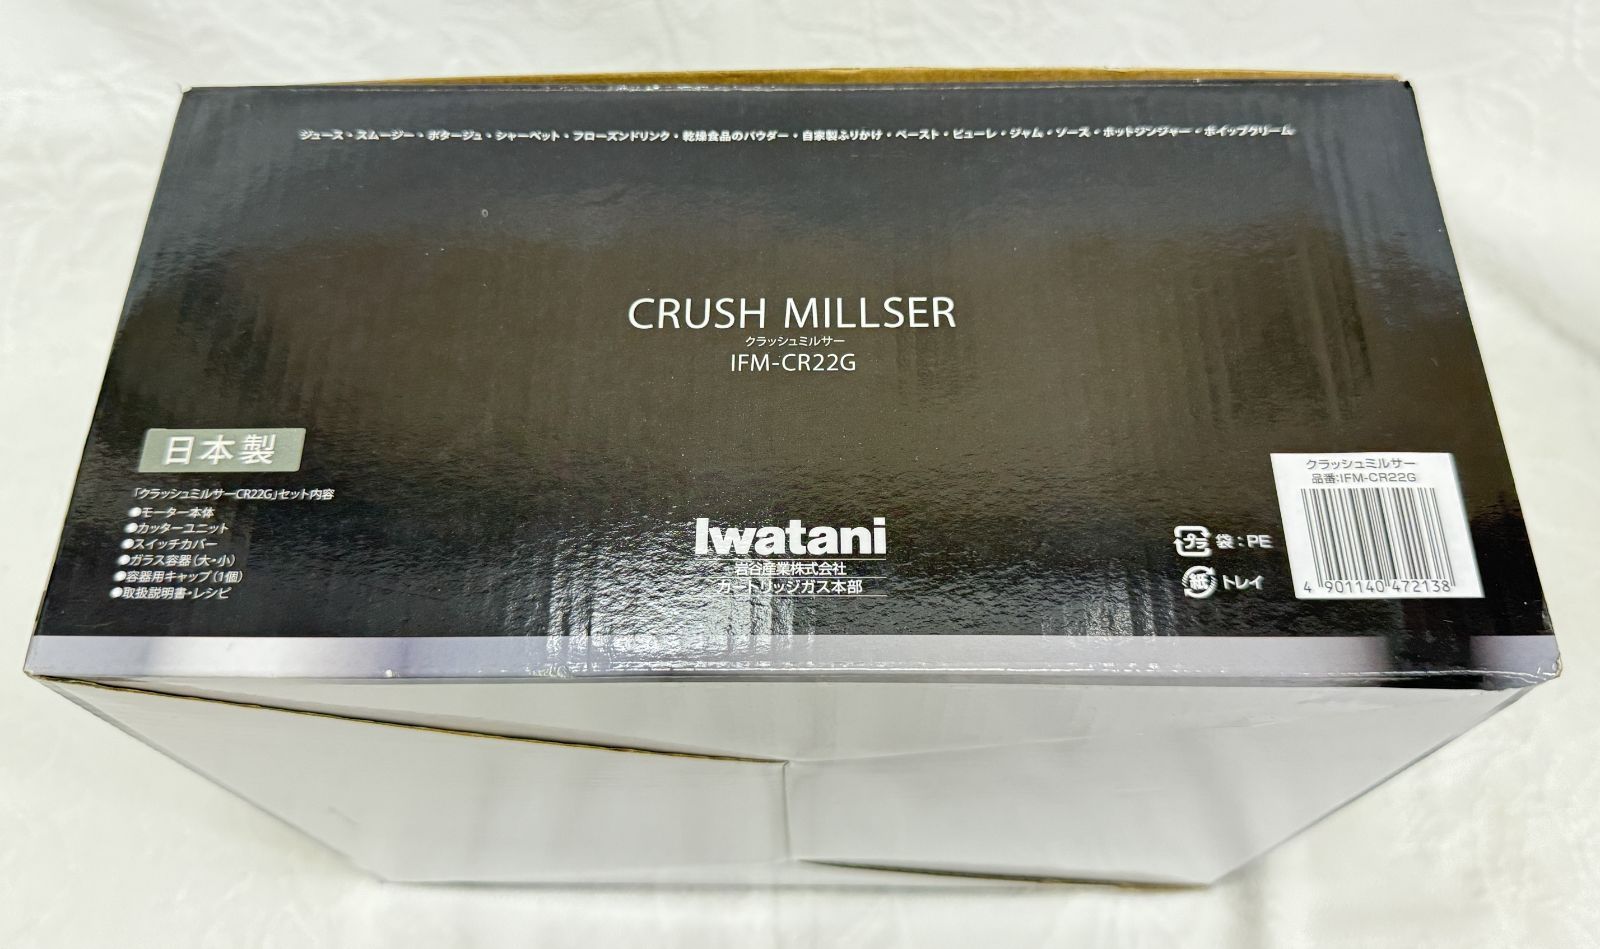 ジュース・スムージー・ポタージュ・シャーベット・フローズンドリンク・乾燥食品のパウダー・自家製ふりかけ・ペースト・ピューレ・ジャム・ソース・ホットジンジャー・ホイップクリーム
CRUSH MILLSER
クラッシュミルサー
IFM-CR22G
日本製
「クラッシュミルサーCR22G」セット内容
●モーター本体
●カッターユニット
●スイッチカバー
●ガラス容器(大・小)
●容器用キャップ(1個)
●取扱説明書・レシピ
Iwatani
岩谷産業株式会社
カートリッジガス本部
プラ 袋:PE
紙 トレイ
クラッシュミルサー
品番:IFM-CR22G
4 901140 472138